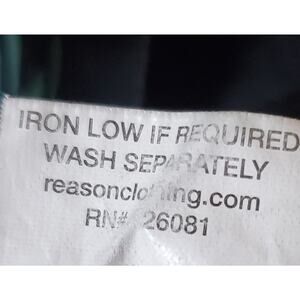 IRON LOW IF REQUIRED
WASH SEPARATELY
reasonclothing.com
RN# 26081